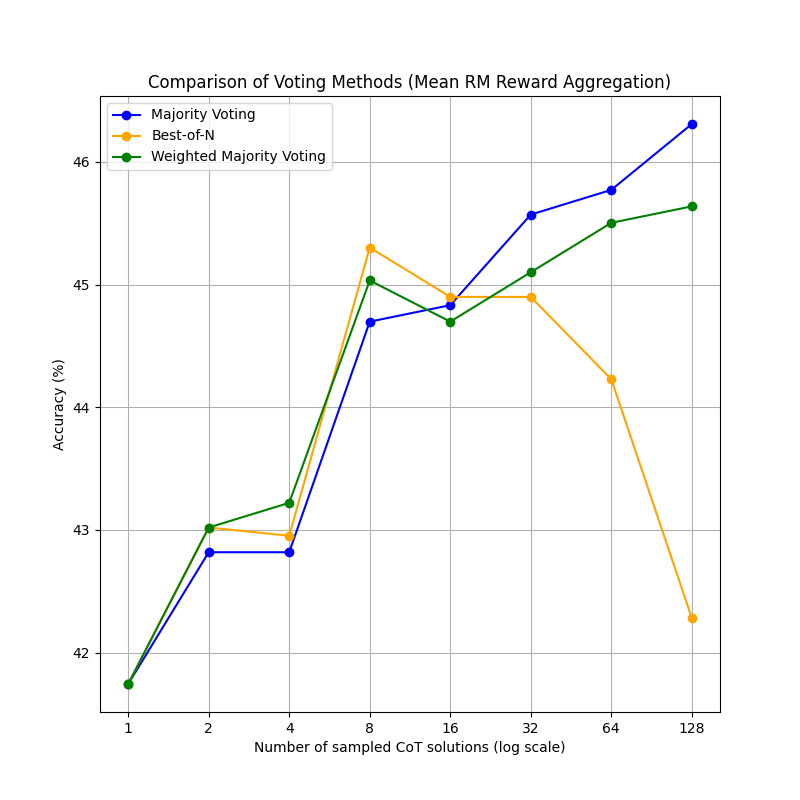 Comparison of Voting Methods (Mean RM Reward Aggregation)
Majority Voting
Best-of-N
Weighted Majority Voting
46
45
44
43
42
Accuracy (%)
1 2 4 8 16 32 64 128
Number of sampled CoT solutions (log scale)